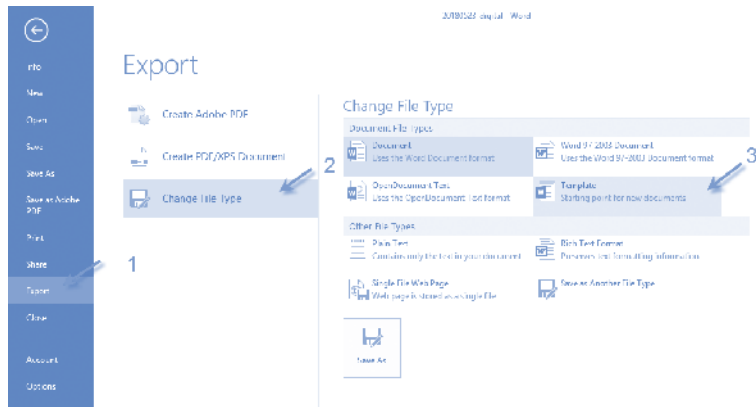 20190523 digital - Word
Info
New
Open
Save
Save As
Save as Adobe
PDF
Print
Share
Export
Close
Account
Options
1
Export
Create Adobe PDF
Create PDF/XPS Document
Change File Type
2
Change File Type
Document File Types
Document
Uses the Word Document format
Word 97-2003 Document
Uses the Word 97-2003 Document format
OpenDocument Text
Uses the OpenDocument Text format
Template
Starting point for new documents
3
Other File Types
Plain Text
Contains only the text in your document
Rich Text Format
Preserves text formatting information
Single File Web Page
Web page is stored as a single file
Save as Another File Type
Save As